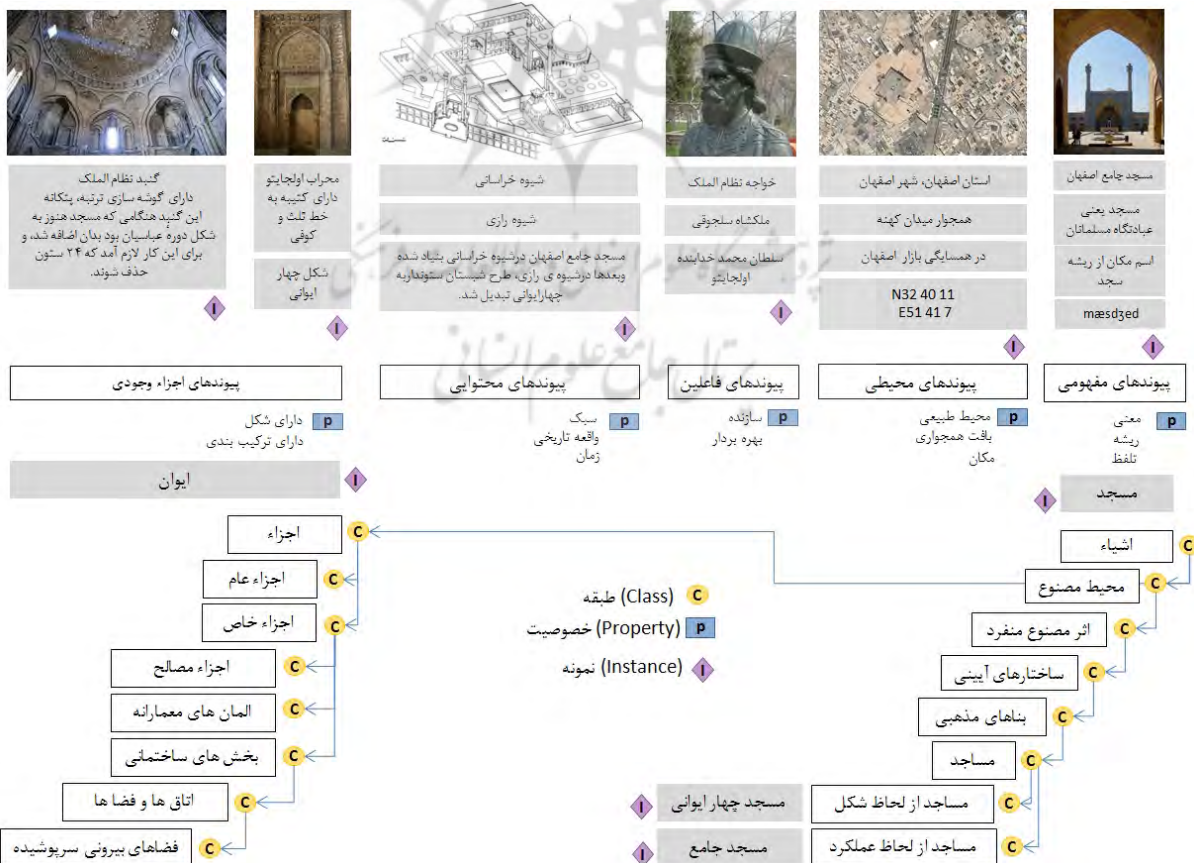 مسجد جامع اصفهان
مسجد یعنی
عبادتگاه مسلمانان
اسم مکان از ریشه
سجد
mæsdʒed
I
استان اصفهان، شهر اصفهان
همجوار میدان کهنه
در همسایگی بازار اصفهان
N32 40 11
E51 41 7
I
خواجه نظام الملک
ملکشاه سلجوقی
سلطان محمد خدابنده
اولجایتو
I
شیوه خراسانی
شیوه رازی
مسجد جامع اصفهان درشیوه خراسانی بنیاد شده
وبعدها درشیوه ی رازی، طرح شبستان ستونداربه
چهارایوانی تبدیل شد.
I
محراب اولجایتو
دارای کتیبه به
خط ثلث و
کوفی
شکل چهار
ایوانی
I
گنبد نظام الملک
دارای گوشه سازی ترنبه، پتکانه
این گنبد هنگامی که مسجد هنوز به
شکل دوره عباسیان بود بدان اضافه شد، و
برای این کار لازم آمد که ۲۴ ستون
حذف شوند.
I
پرتال جامع علوم انسانی
پیوندهای مفهومی
p
معنی
ریشه
تلفظ
پیوندهای محیطی
p
محیط طبیعی
بافت همجواری
مکان
پیوندهای فاعلین
p
سازنده
بهره بردار
پیوندهای محتوایی
p
سبک
واقعه تاریخی
زمان
پیوندهای اجزاء وجودی
p
دارای شکل
دارای ترکیب بندی
مسجد
I
ایوان
I
C
اشیاء
C
محیط مصنوع
C
اثر مصنوع منفرد
C
ساختارهای آیینی
C
بناهای مذهبی
C
مساجد
C
مساجد از لحاظ شکل
I
مسجد چهار ایوانی
C
مساجد از لحاظ عملکرد
I
مسجد جامع
C (Class) طبقه
p (Property) خصوصیت
I (Instance) نمونه
C
اجزاء
C
اجزاء عام
C
اجزاء خاص
C
اجزاء مصالح
C
المان های معمارانه
C
بخش های ساختمانی
C
اتاق ها و فضا ها
C
فضاهای بیرونی سرپوشیده